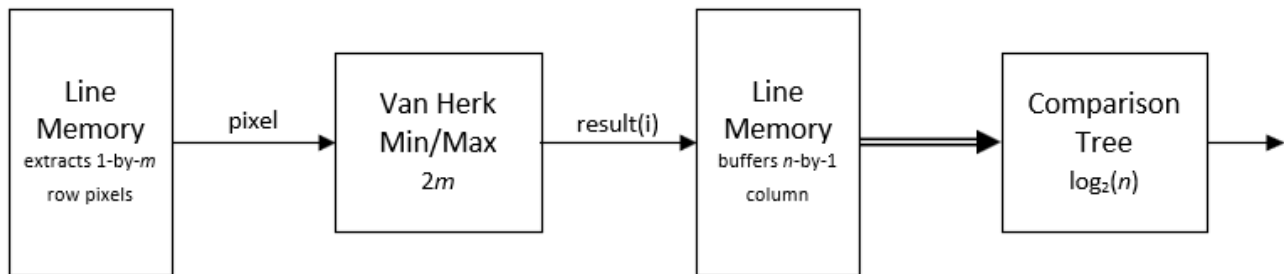 Line
Memory
extracts 1-by-m
row pixels
pixel
Van Herk
Min/Max
2m
result(i)
Line
Memory
buffers n-by-1
column
Comparison
Tree
log₂(n)